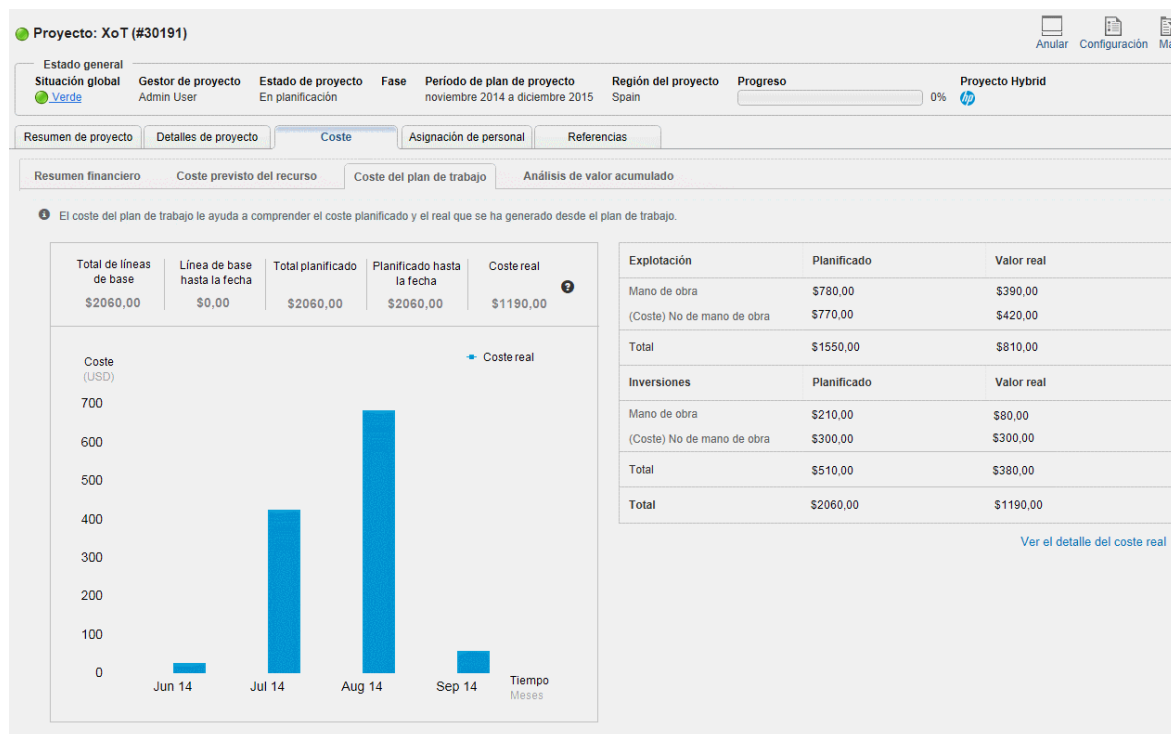 Proyecto: XoT (#30191)
Anular Configuración
Estado general
Situación global Gestor de proyecto Estado de proyecto Fase Período de plan de proyecto Región del proyecto Progreso Proyecto Hybrid
Verde Admin User En planificación noviembre 2014 a diciembre 2015 Spain 0% hp
Resumen de proyecto Detalles de proyecto Coste Asignación de personal Referencias
Resumen financiero Coste previsto del recurso Coste del plan de trabajo Análisis de valor acumulado
El coste del plan de trabajo le ayuda a comprender el coste planificado y el real que se ha generado desde el plan de trabajo.
Total de líneas
de base
$2060,00
Línea de base
hasta la fecha
$0,00
Total planificado
$2060,00
Planificado hasta
la fecha
$2060,00
Coste real
$1190,00
?
Coste
(USD)
Coste real
700
600
500
400
300
200
100
0
Jun 14 Jul 14 Aug 14 Sep 14
Tiempo
Meses
Explotación Planificado Valor real
Mano de obra $780,00 $390,00
(Coste) No de mano de obra $770,00 $420,00
Total $1550,00 $810,00
Inversiones Planificado Valor real
Mano de obra $210,00 $80,00
(Coste) No de mano de obra $300,00 $300,00
Total $510,00 $380,00
Total $2060,00 $1190,00
Ver el detalle del coste real